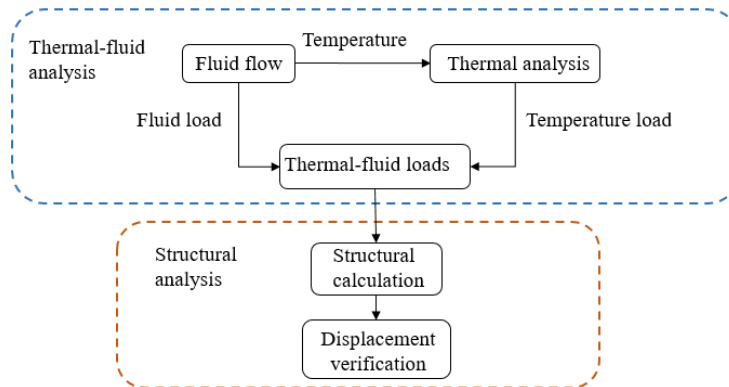 Thermal-fluid
analysis
Temperature
Fluid flow
Thermal analysis
Fluid load
Temperature load
Thermal-fluid loads
Structural
analysis
Structural
calculation
Displacement
verification